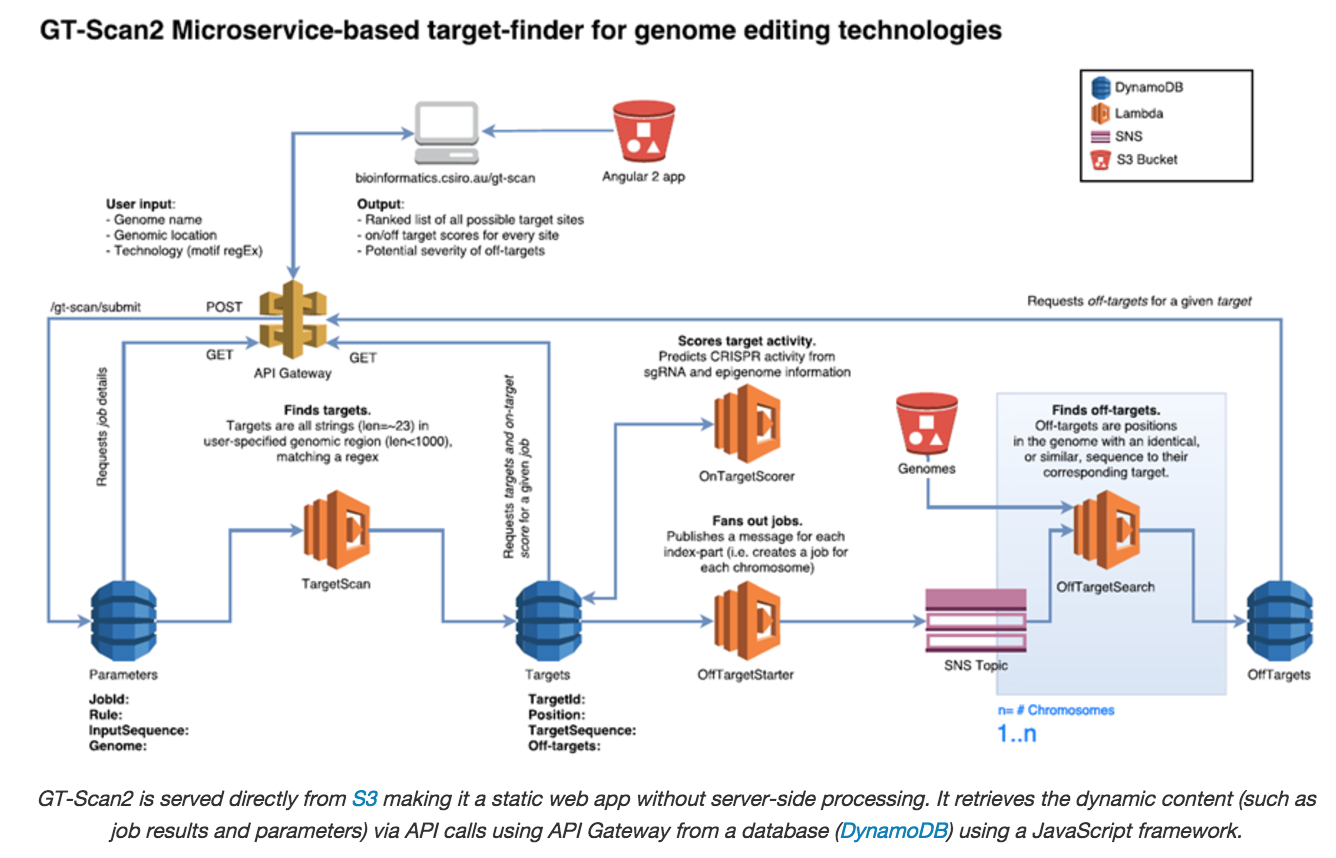 GT-Scan2 Microservice-based target-finder for genome editing technologies
DynamoDB
Lambda
SNS
S3 Bucket
bioinformatics.csiro.au/gt-scan
Angular 2 app
User input:
- Genome name
- Genomic location
- Technology (motif regEx)
Output:
- Ranked list of all possible target sites
- on/off target scores for every site
- Potential severity of off-targets
/gt-scan/submit
POST
GET
GET
API Gateway
Requests off-targets for a given target
Requests job details
Finds targets.
Targets are all strings (len=~23) in
user-specified genomic region (len<1000),
matching a regex
TargetScan
Requests targets and on-target
score for a given job
Scores target activity.
Predicts CRISPR activity from
sgRNA and epigenome information
OnTargetScorer
Genomes
Finds off-targets.
Off-targets are positions
in the genome with an identical,
or similar, sequence to their
corresponding target.
OffTargetSearch
Fans out jobs.
Publishes a message for each
index-part (i.e. creates a job for
each chromosome)
OffTargetStarter
SNS Topic
Parameters
JobId:
Rule:
InputSequence:
Genome:
Targets
TargetId:
Position:
TargetSequence:
Off-targets:
OffTargets
n= # Chromosomes
1..n
GT-Scan2 is served directly from S3 making it a static web app without server-side processing. It retrieves the dynamic content (such as
job results and parameters) via API calls using API Gateway from a database (DynamoDB) using a JavaScript framework.